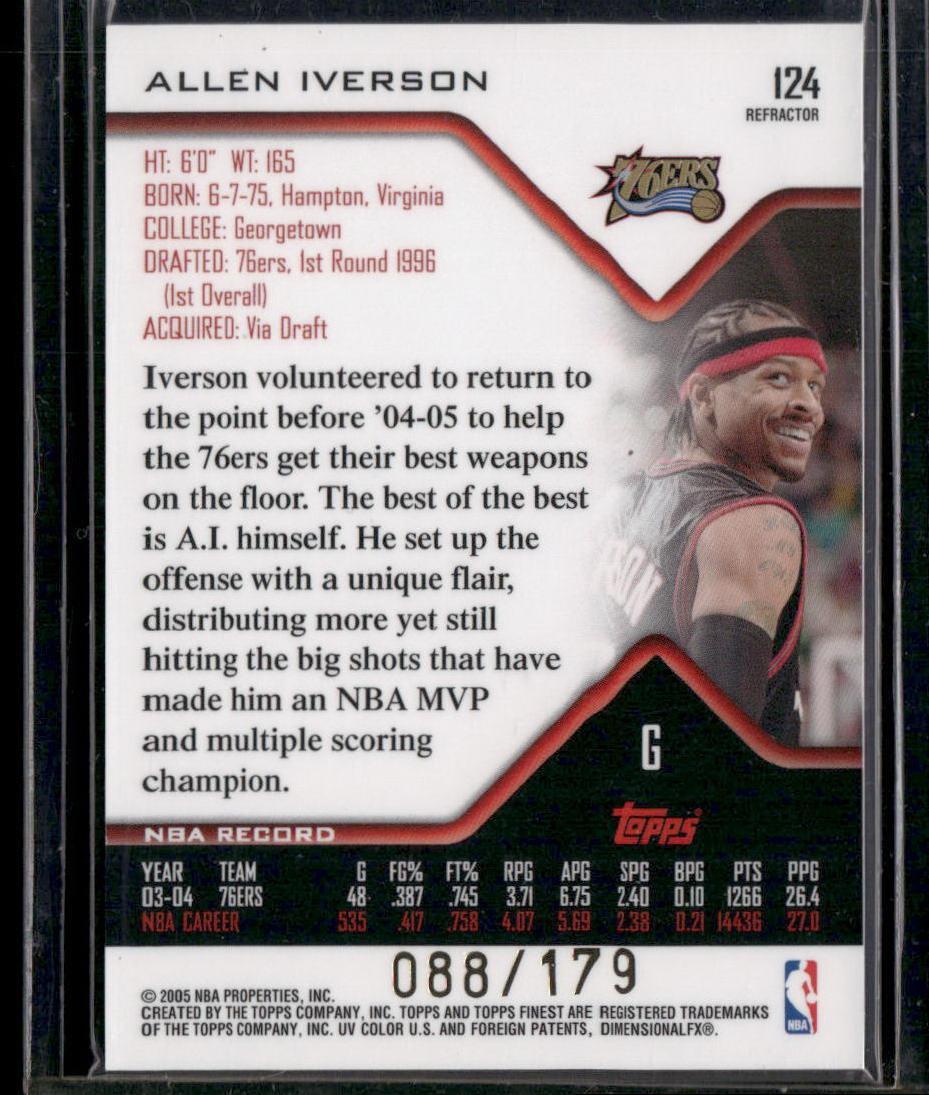 ALLEN IVERSON
124
REFRACTOR
76ERS
HT: 6'0" WT: 165
BORN: 6-7-75, Hampton, Virginia
COLLEGE: Georgetown
DRAFTED: 76ers, 1st Round 1996
(1st Overall)
ACQUIRED: Via Draft
Iverson volunteered to return to
the point before '04-05 to help
the 76ers get their best weapons
on the floor. The best of the best
is A.I. himself. He set up the
offense with a unique flair,
distributing more yet still
hitting the big shots that have
made him an NBA MVP
and multiple scoring
champion.
RSON
G
topps
NBA RECORD
YEAR TEAM G FG% FT% RPG APG SPG BPG PTS PPG
03-04 76ERS 48 .387 .745 3.71 6.75 2.40 0.10 1266 26.4
NBA CAREER 535 .417 .758 4.07 5.69 2.38 0.21 14436 27.0
088/179
© 2005 NBA PROPERTIES, INC.
CREATED BY THE TOPPS COMPANY, INC. TOPPS AND TOPPS FINEST ARE REGISTERED TRADEMARKS
OF THE TOPPS COMPANY, INC. UV COLOR U.S. AND FOREIGN PATENTS, DIMENSIONALFX®.
NBA